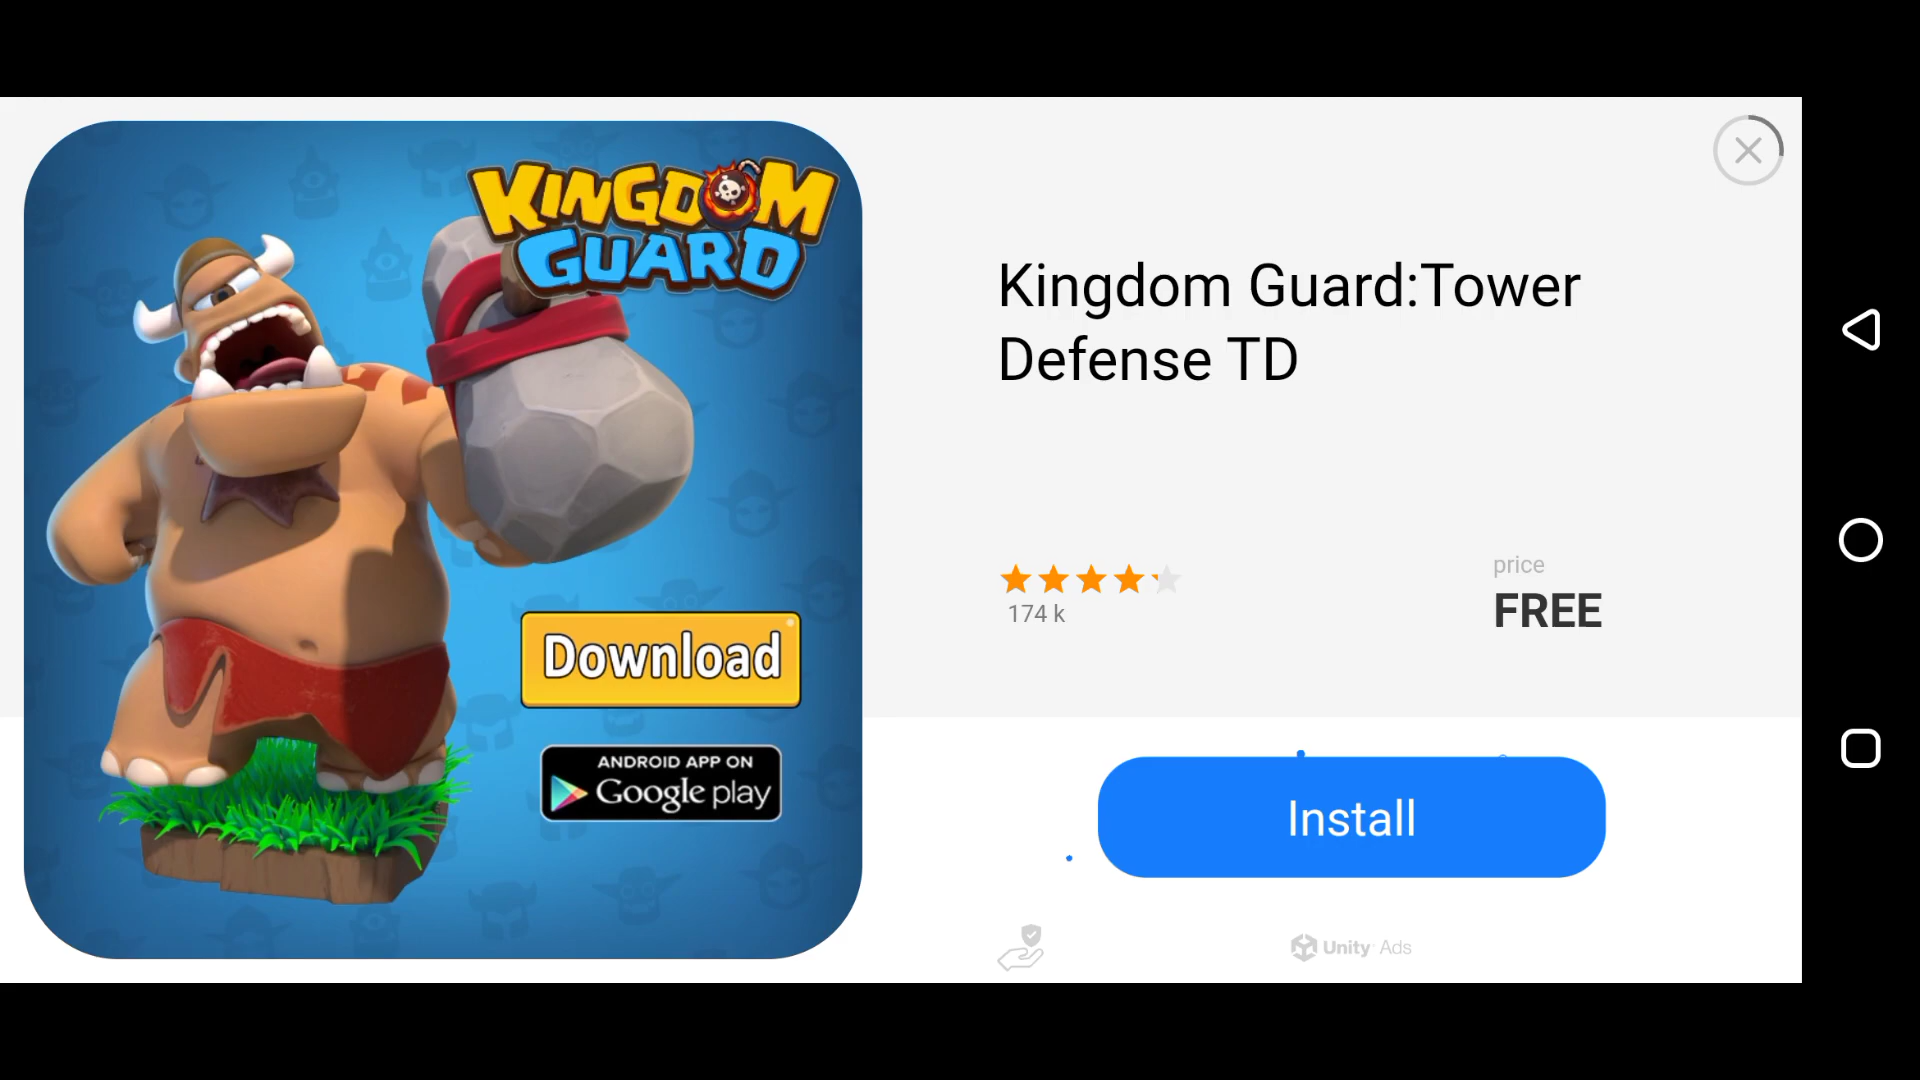 KINGDOM
GUARD
Download
ANDROID APP ON
Google play
Kingdom Guard:Tower
Defense TD
174 k
price
FREE
Install
Unity Ads